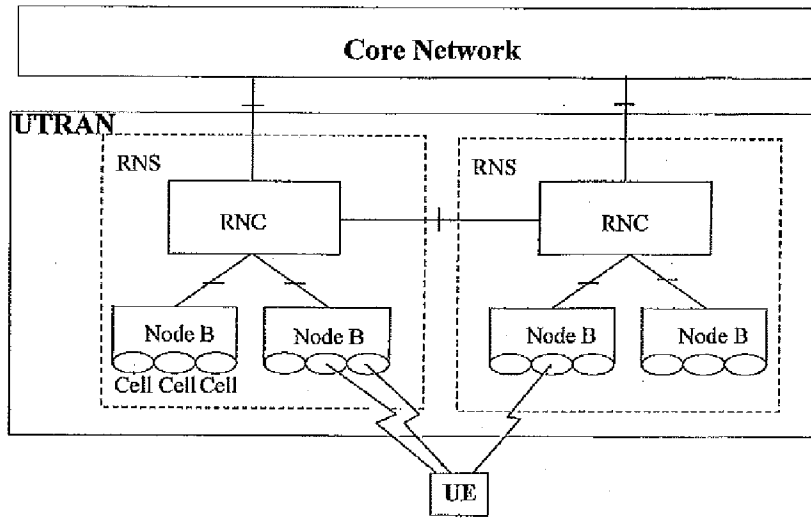 Core Network
UTRAN
RNS
RNS
RNC
RNC
Node B
Node B
Node B
Node B
Cell Cell Cell
UE